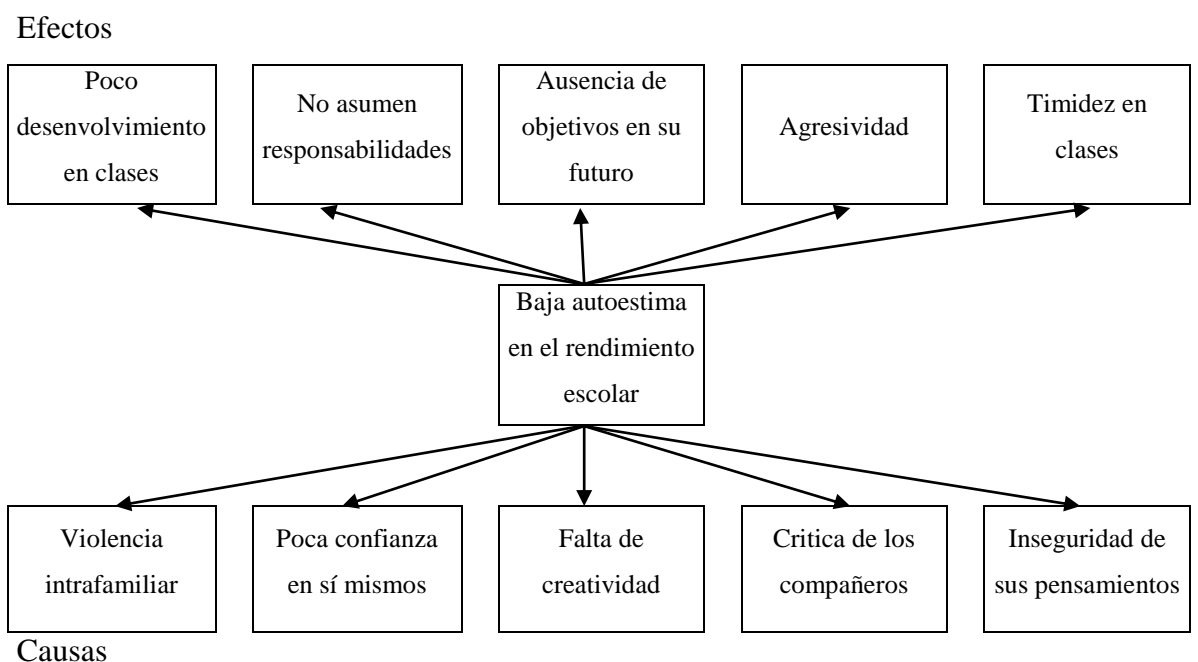 Efectos
Poco
desenvolvimiento
en clases
No asumen
responsabilidades
Ausencia de
objetivos en su
futuro
Agresividad
Timidez en
clases
Baja autoestima
en el rendimiento
escolar
Violencia
intrafamiliar
Poca confianza
en sí mismos
Falta de
creatividad
Critica de los
compañeros
Inseguridad de
sus pensamientos
Causas